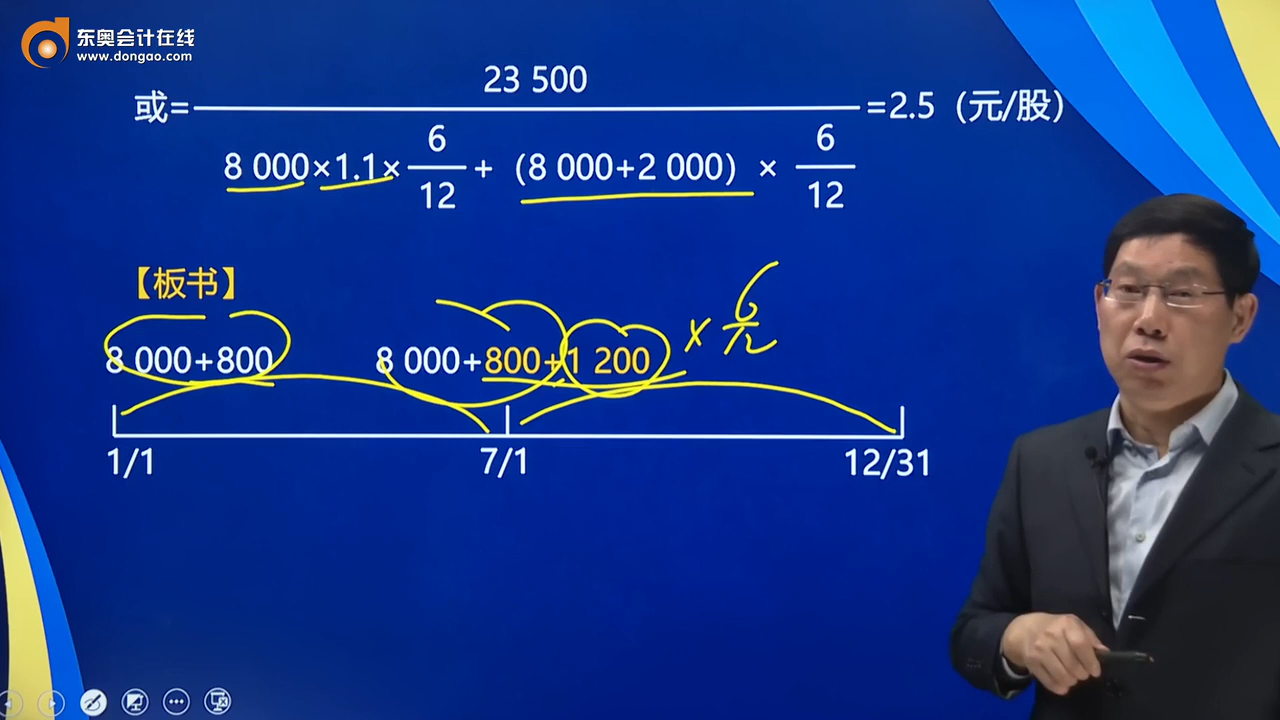 东奥会计在线
www.dongao.com
23 500
或= =2.5（元/股）
6 6
8 000×1.1× +（8 000+2 000）×
12 12
【板书】
8 000+800 8 000+800+1 200 × 6元
1/1 7/1 12/31